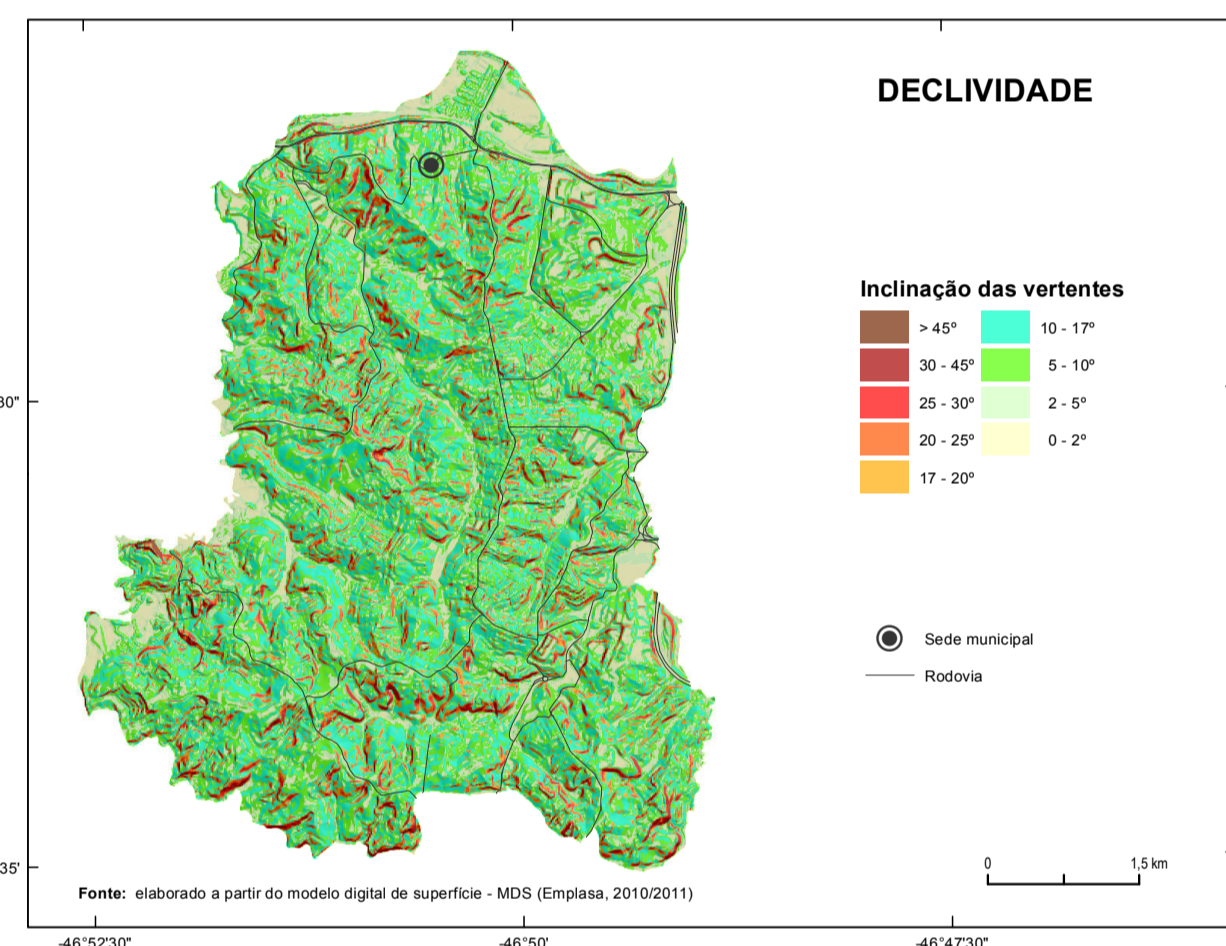 DECLIVIDADE
Inclinação das vertentes
> 45º
10 - 17º
30 - 45º
5 - 10º
25 - 30º
2 - 5º
20 - 25º
0 - 2º
17 - 20º
Sede municipal
Rodovia
30"
35'
0
1,5 km
Fonte: elaborado a partir do modelo digital de superfície - MDS (Emplasa, 2010/2011)
-46°52'30"
-46°50'
-46°47'30"